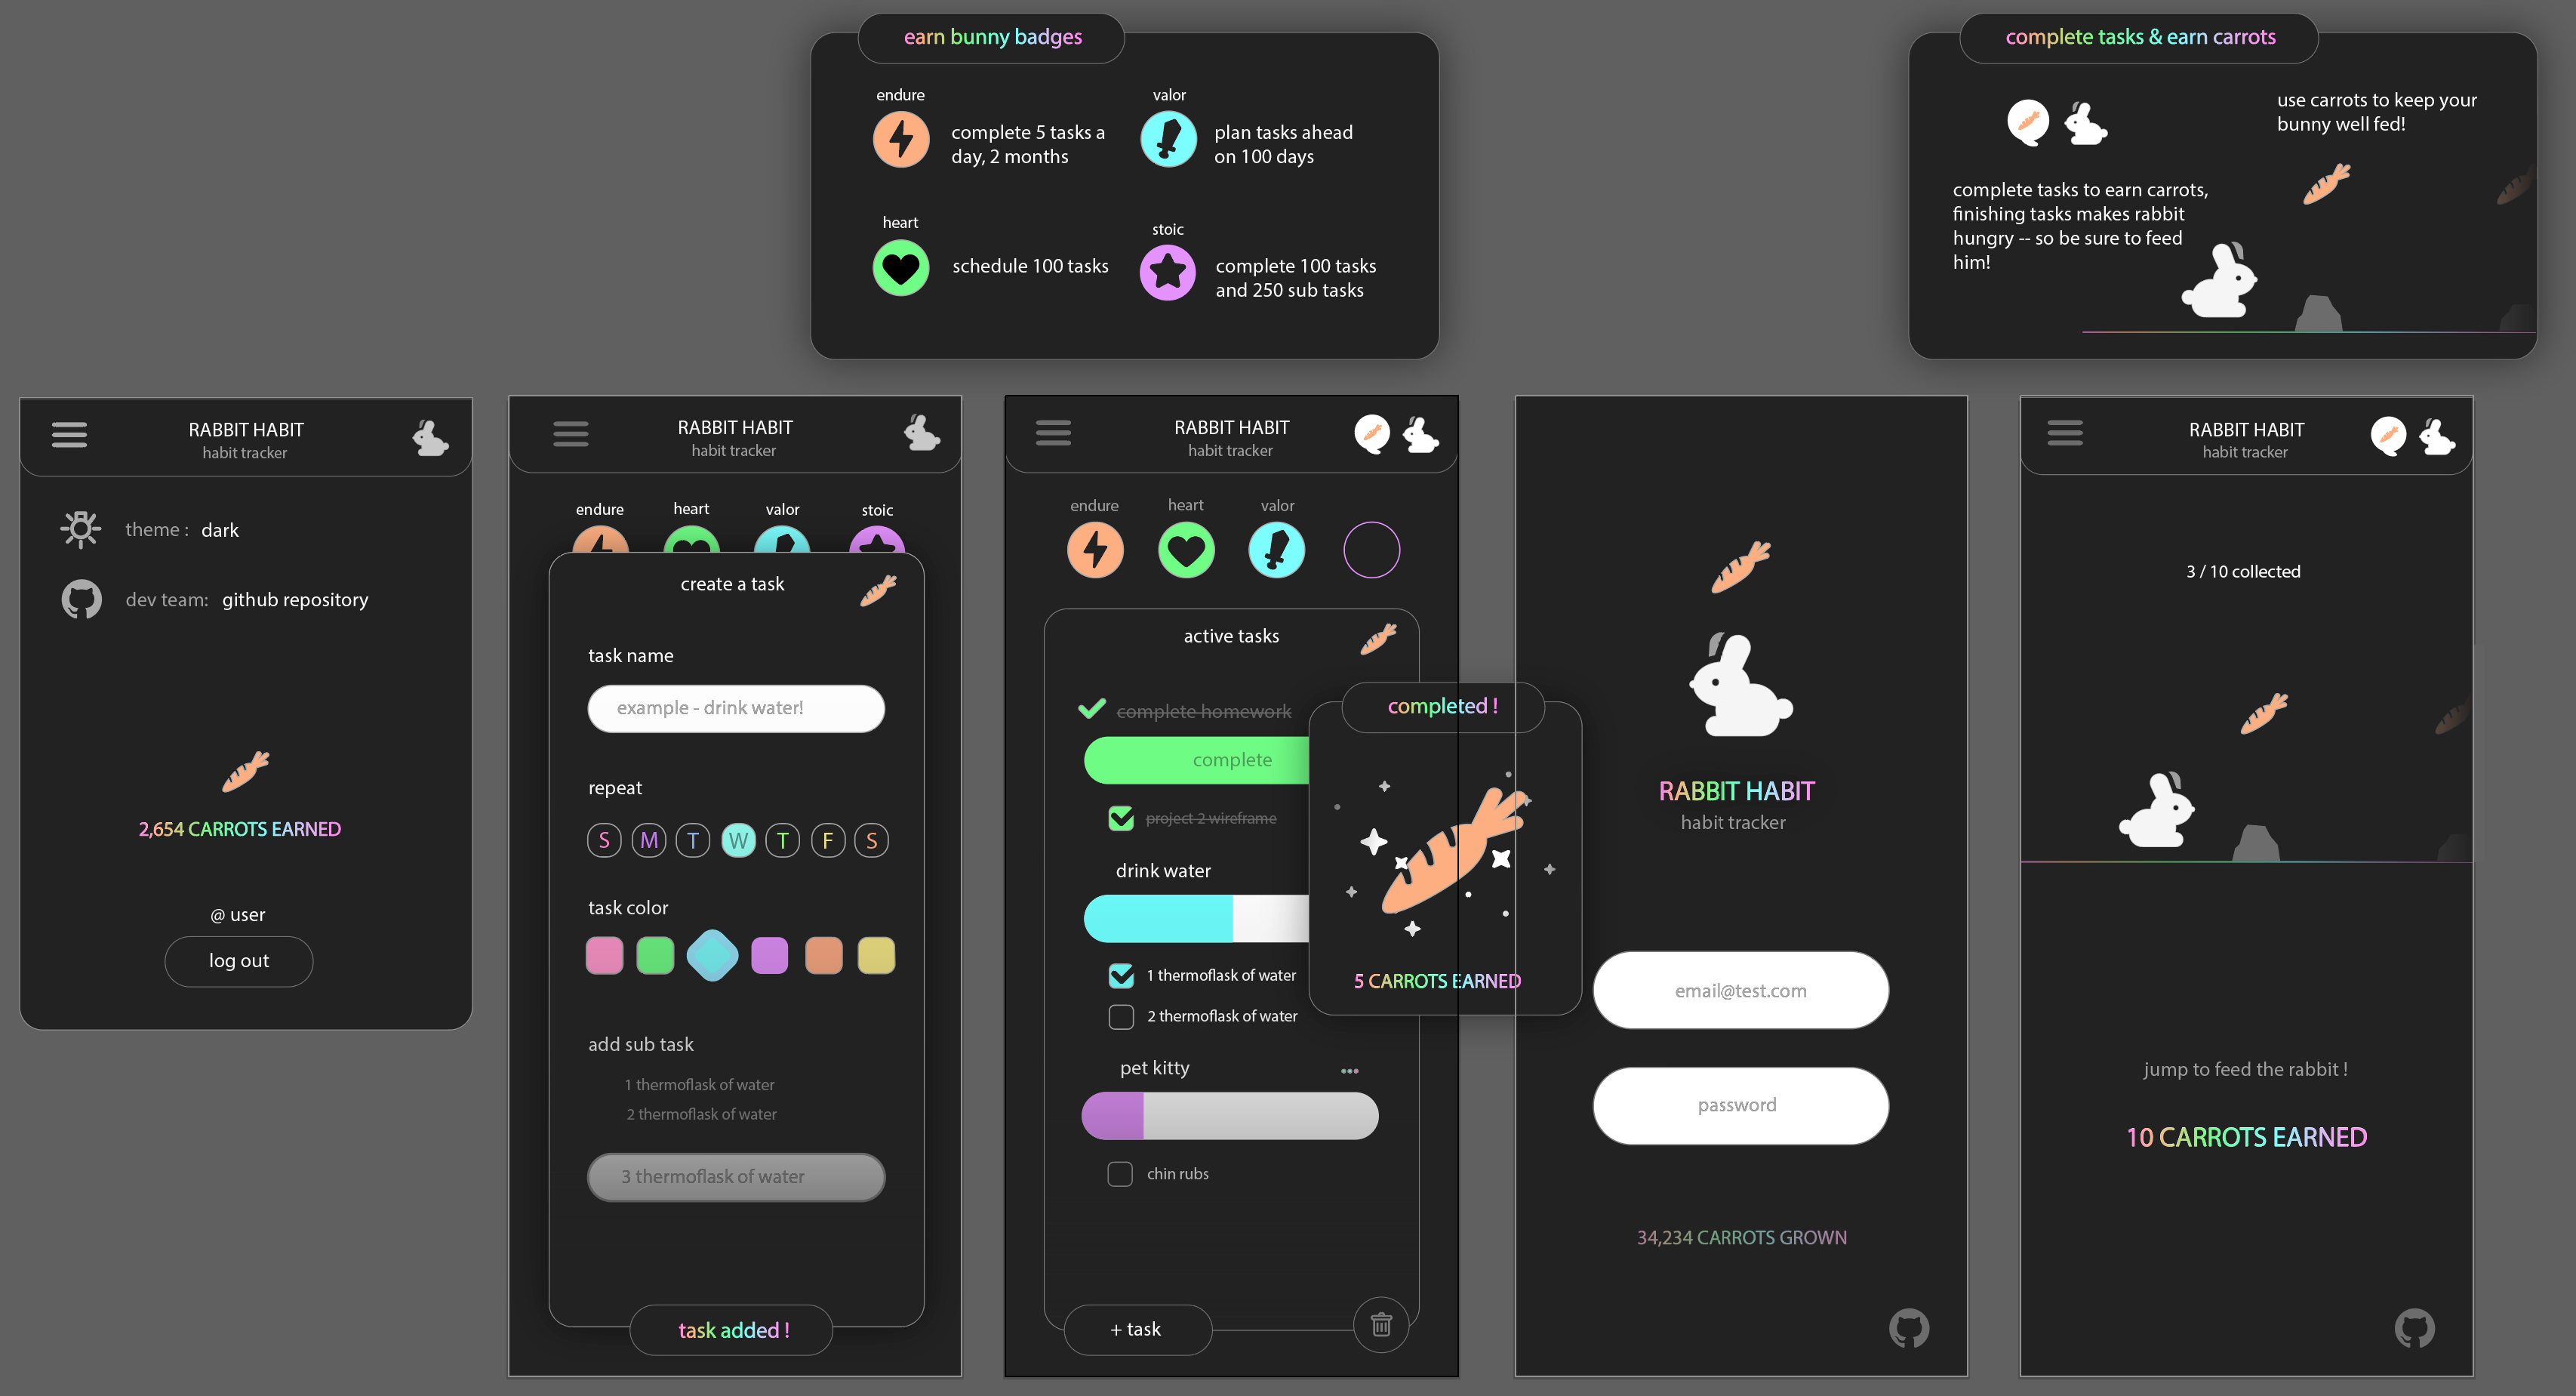 earn bunny badges
endure
complete 5 tasks a
day, 2 months
valor
plan tasks ahead
on 100 days
heart
schedule 100 tasks
stoic
complete 100 tasks
and 250 sub tasks
complete tasks & earn carrots
use carrots to keep your
bunny well fed!
complete tasks to earn carrots,
finishing tasks makes rabbit
hungry -- so be sure to feed
him!
RABBIT HABIT
habit tracker
theme : dark
dev team: github repository
2,654 CARROTS EARNED
@ user
log out
RABBIT HABIT
habit tracker
endure heart valor stoic
create a task
task name
example - drink water!
repeat
S M T W T F S
task color
add sub task
1 thermoflask of water
2 thermoflask of water
3 thermoflask of water
task added !
RABBIT HABIT
habit tracker
endure heart valor
active tasks
complete homework
complete
project 2 wireframe
drink water
1 thermoflask of water
2 thermoflask of water
pet kitty
chin rubs
+ task
completed !
5 CARROTS EARNED
RABBIT HABIT
habit tracker
email@test.com
password
34,234 CARROTS GROWN
RABBIT HABIT
habit tracker
3 / 10 collected
jump to feed the rabbit !
10 CARROTS EARNED